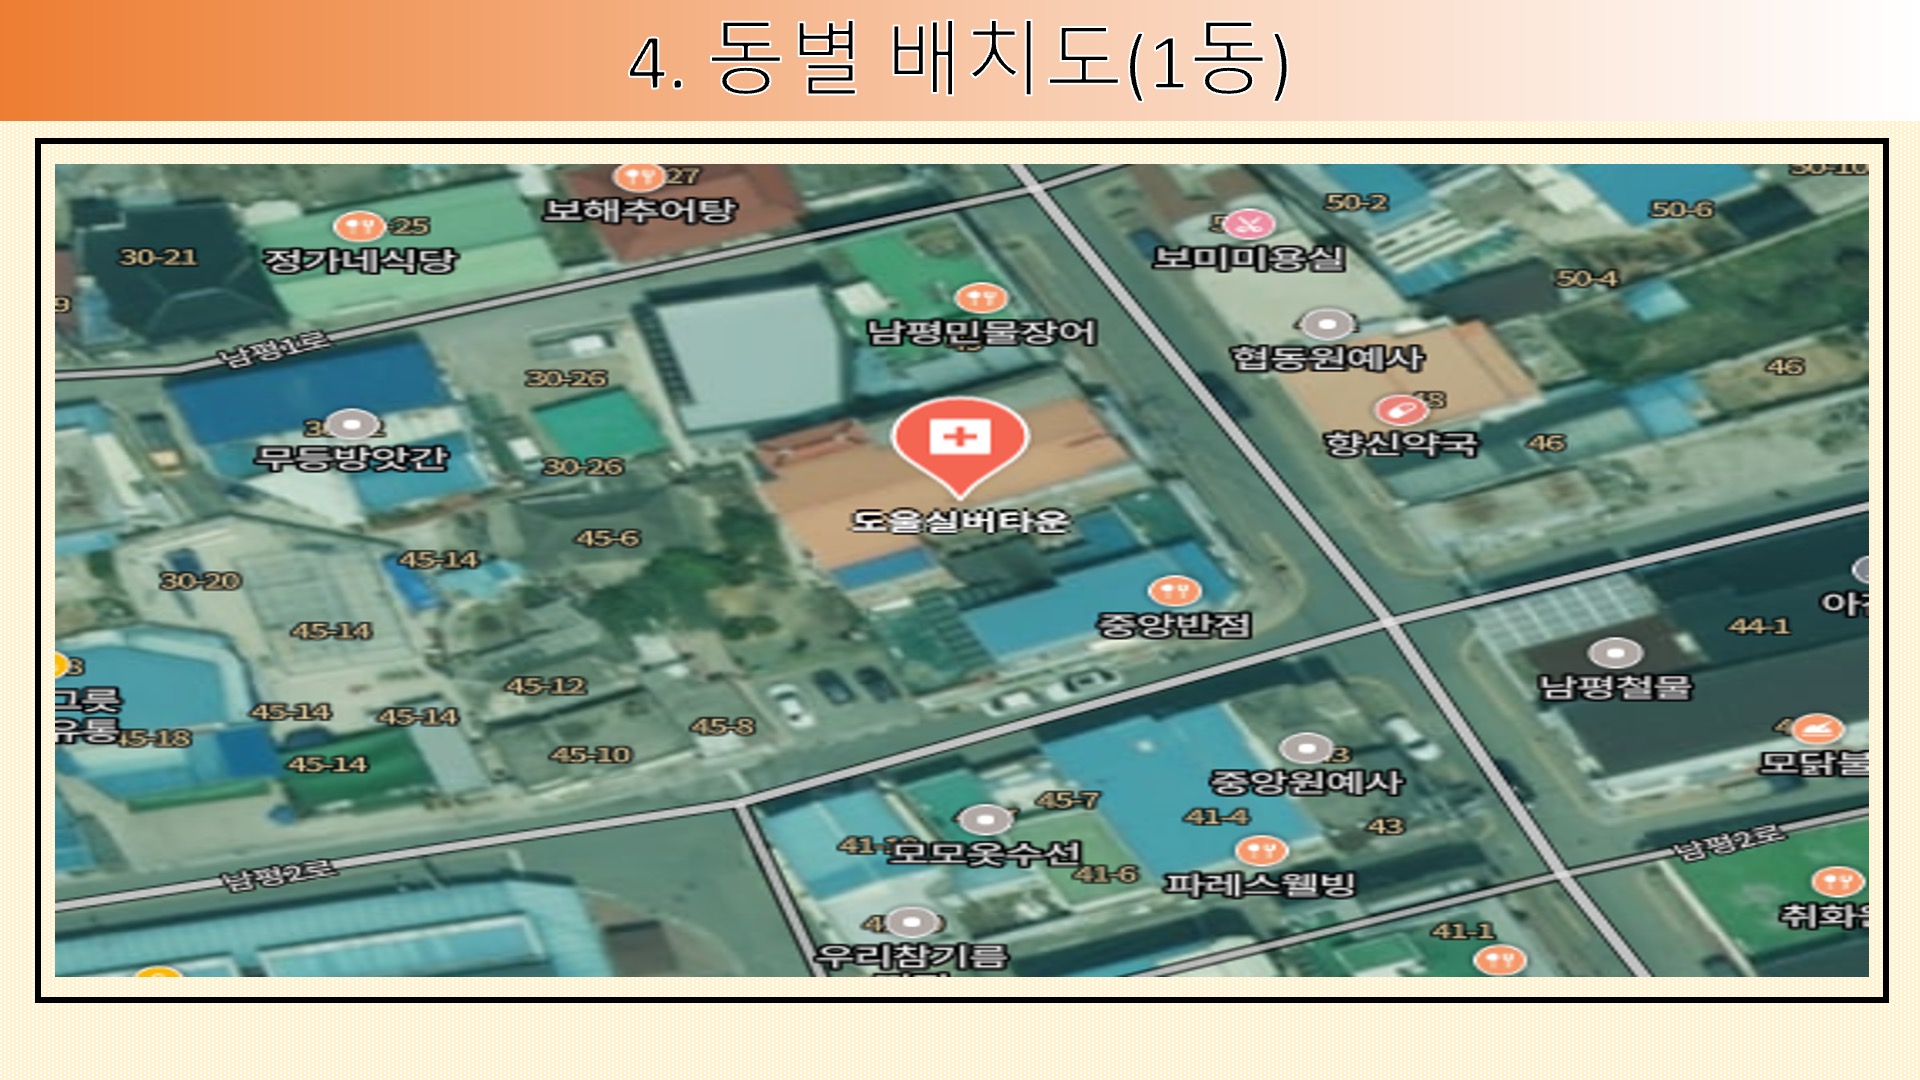 4. 동별 배치도(1동)
27
보해추어탕
25
정가네식당
30-21
50-2
50-6
보미미용실
50-4
남평민물장어
협동원예사
남평1로
30-26
46
향신약국
46
무등방앗간
30-26
도울실버타운
45-6
45-14
30-20
중앙반점
45-14
44-1
남평철물
45-12
45-14
45-14
45-8
45-18
그릇
유통
45-10
45-14
중앙원예사
모닭불
45-7
41-4
43
모모옷수선
41-6
파레스웰빙
남평2로
남평2로
41-1
우리참기름